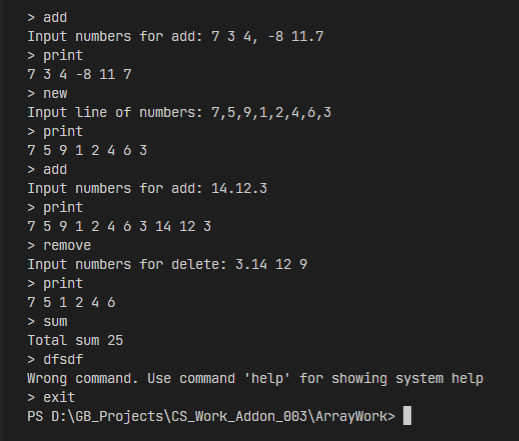 > add
Input numbers for add: 7 3 4, -8 11.7
> print
7 3 4 -8 11 7
> new
Input line of numbers: 7,5,9,1,2,4,6,3
> print
7 5 9 1 2 4 6 3
> add
Input numbers for add: 14.12.3
> print
7 5 9 1 2 4 6 3 14 12 3
> remove
Input numbers for delete: 3.14 12 9
> print
7 5 1 2 4 6
> sum
Total sum 25
> dfsdf
Wrong command. Use command 'help' for showing system help
> exit
PS D:\GB_Projects\CS_Work_Addon_003\ArrayWork>